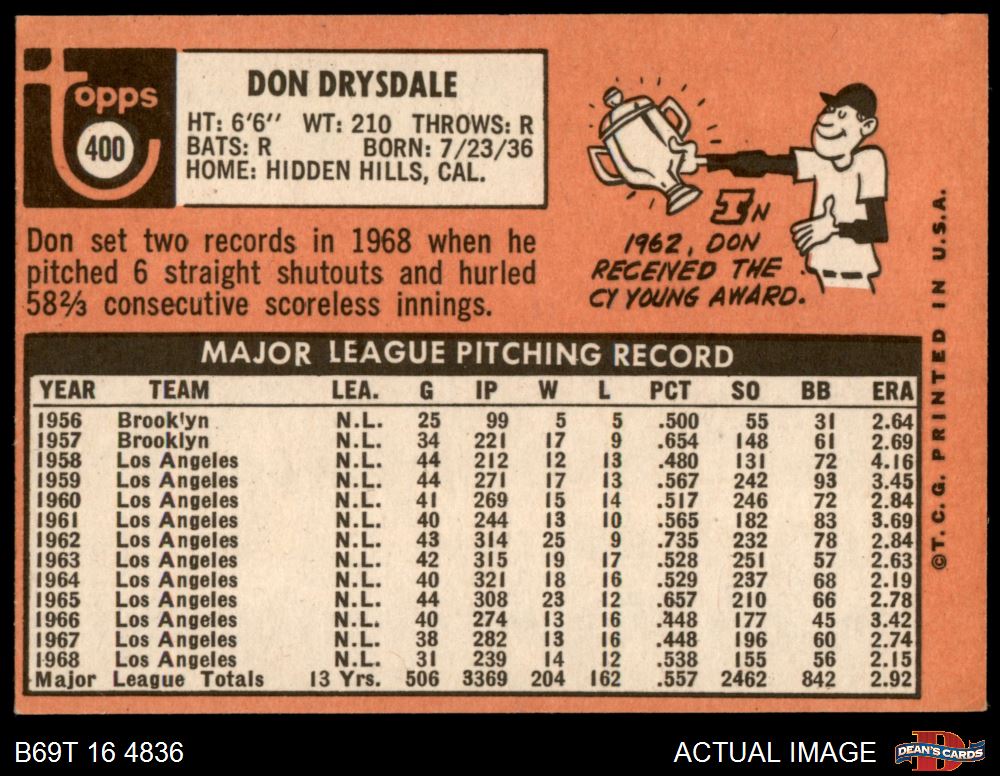 topps
400
DON DRYSDALE
HT: 6'6" WT: 210 THROWS: R
BATS: R BORN: 7/23/36
HOME: HIDDEN HILLS, CAL.
Don set two records in 1968 when he
pitched 6 straight shutouts and hurled
58⅔ consecutive scoreless innings.
IN
1962, DON
RECEIVED THE
CY YOUNG AWARD.
MAJOR LEAGUE PITCHING RECORD
YEAR TEAM LEA. G IP W L PCT SO BB ERA
1956 Brooklyn N.L. 25 99 5 5 .500 55 31 2.64
1957 Brooklyn N.L. 34 221 17 9 .654 148 61 2.69
1958 Los Angeles N.L. 44 212 12 13 .480 131 72 4.16
1959 Los Angeles N.L. 44 271 17 13 .567 242 93 3.45
1960 Los Angeles N.L. 41 269 15 14 .517 246 72 2.84
1961 Los Angeles N.L. 40 244 13 10 .565 182 83 3.69
1962 Los Angeles N.L. 43 314 25 9 .735 232 78 2.84
1963 Los Angeles N.L. 42 315 19 17 .528 251 57 2.63
1964 Los Angeles N.L. 40 321 18 16 .529 237 68 2.19
1965 Los Angeles N.L. 44 308 23 12 .657 210 66 2.78
1966 Los Angeles N.L. 40 274 13 16 .448 177 45 3.42
1967 Los Angeles N.L. 38 282 13 16 .448 196 60 2.74
1968 Los Angeles N.L. 31 239 14 12 .538 155 56 2.15
Major League Totals 13 Yrs. 506 3369 204 162 .557 2462 842 2.92
©T.C.G. PRINTED IN U.S.A.
B69T 16 4836
ACTUAL IMAGE
DEAN'S CARDS